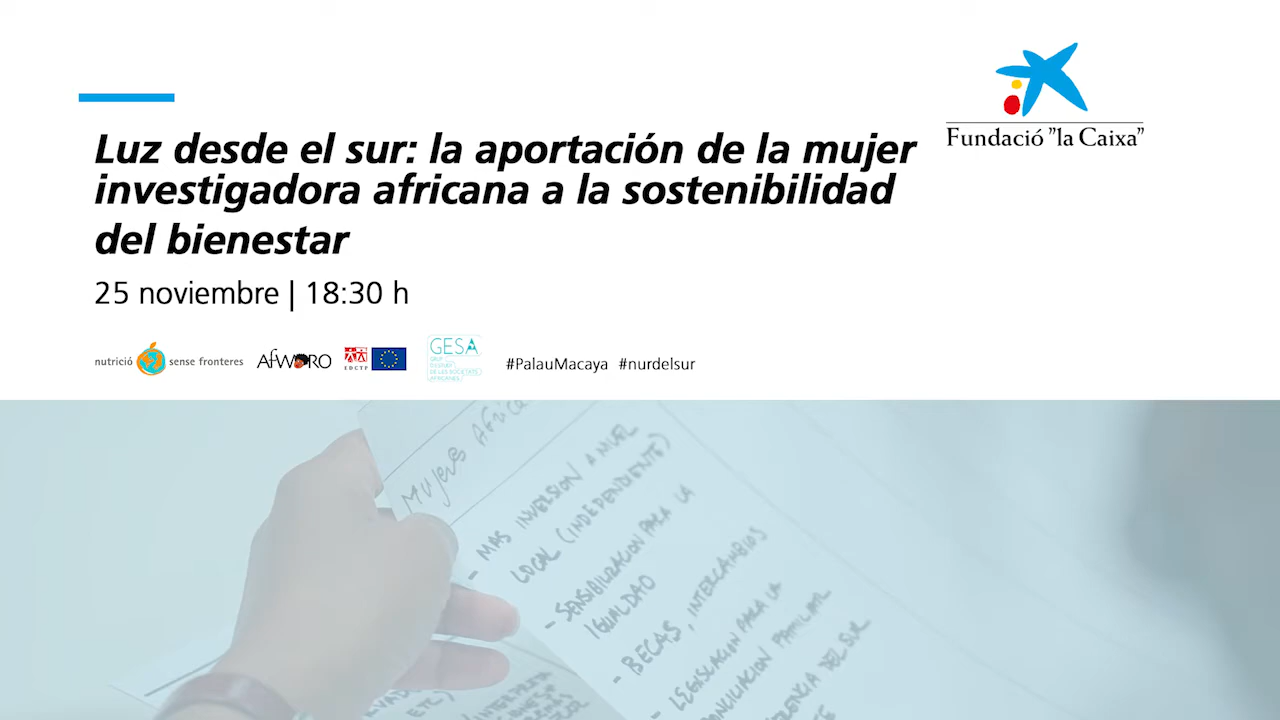 Fundació "la Caixa"
Luz desde el sur: la aportación de la mujer
investigadora africana a la sostenibilidad
del bienestar
25 noviembre | 18:30 h
nutrició sense fronteres
AfWORO
EDCTP
GESA
#PalauMacaya #nurdelsur
Mujeres Africa
- MAS INVERSION A NIVEL
LOCAL (INDEPENDIENTE)
- SENSIBILIZACION PARA LA
IGUALDAD
- BECAS, INTERCAMBIOS
- LEGISLACION PARA LA
FAMILIAR
DEL SUR